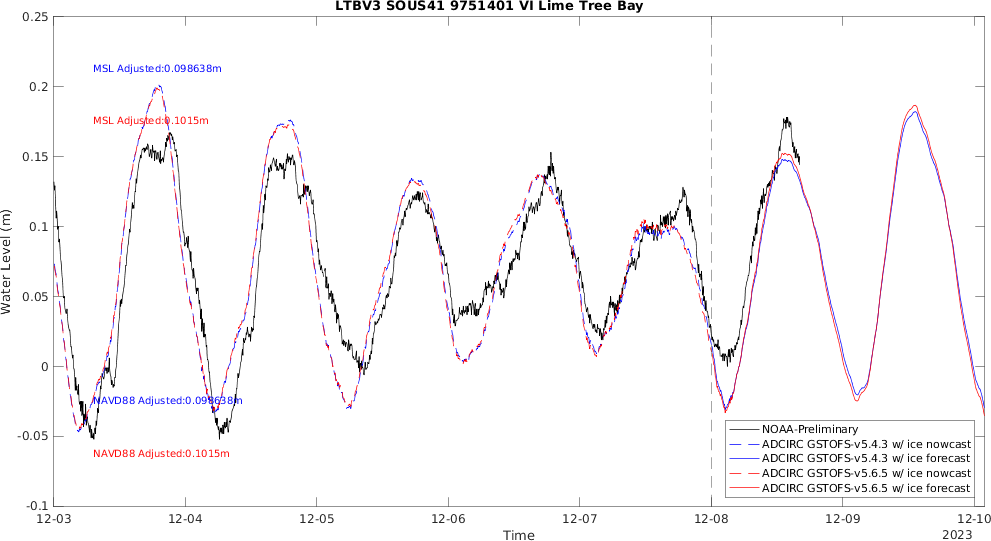 LTBV3 SOUS41 9751401 VI Lime Tree Bay
0.25
0.2
0.15
0.1
0.05
0
-0.05
-0.1
Water Level (m)
MSL Adjusted:0.098638m
MSL Adjusted:0.1015m
NAVD88 Adjusted:0.098638m
NAVD88 Adjusted:0.1015m
NOAA-Preliminary
ADCIRC GSTOFS-v5.4.3 w/ ice nowcast
ADCIRC GSTOFS-v5.4.3 w/ ice forecast
ADCIRC GSTOFS-v5.6.5 w/ ice nowcast
ADCIRC GSTOFS-v5.6.5 w/ ice forecast
12-03 12-04 12-05 12-06 12-07 12-08 12-09 12-10
Time
2023